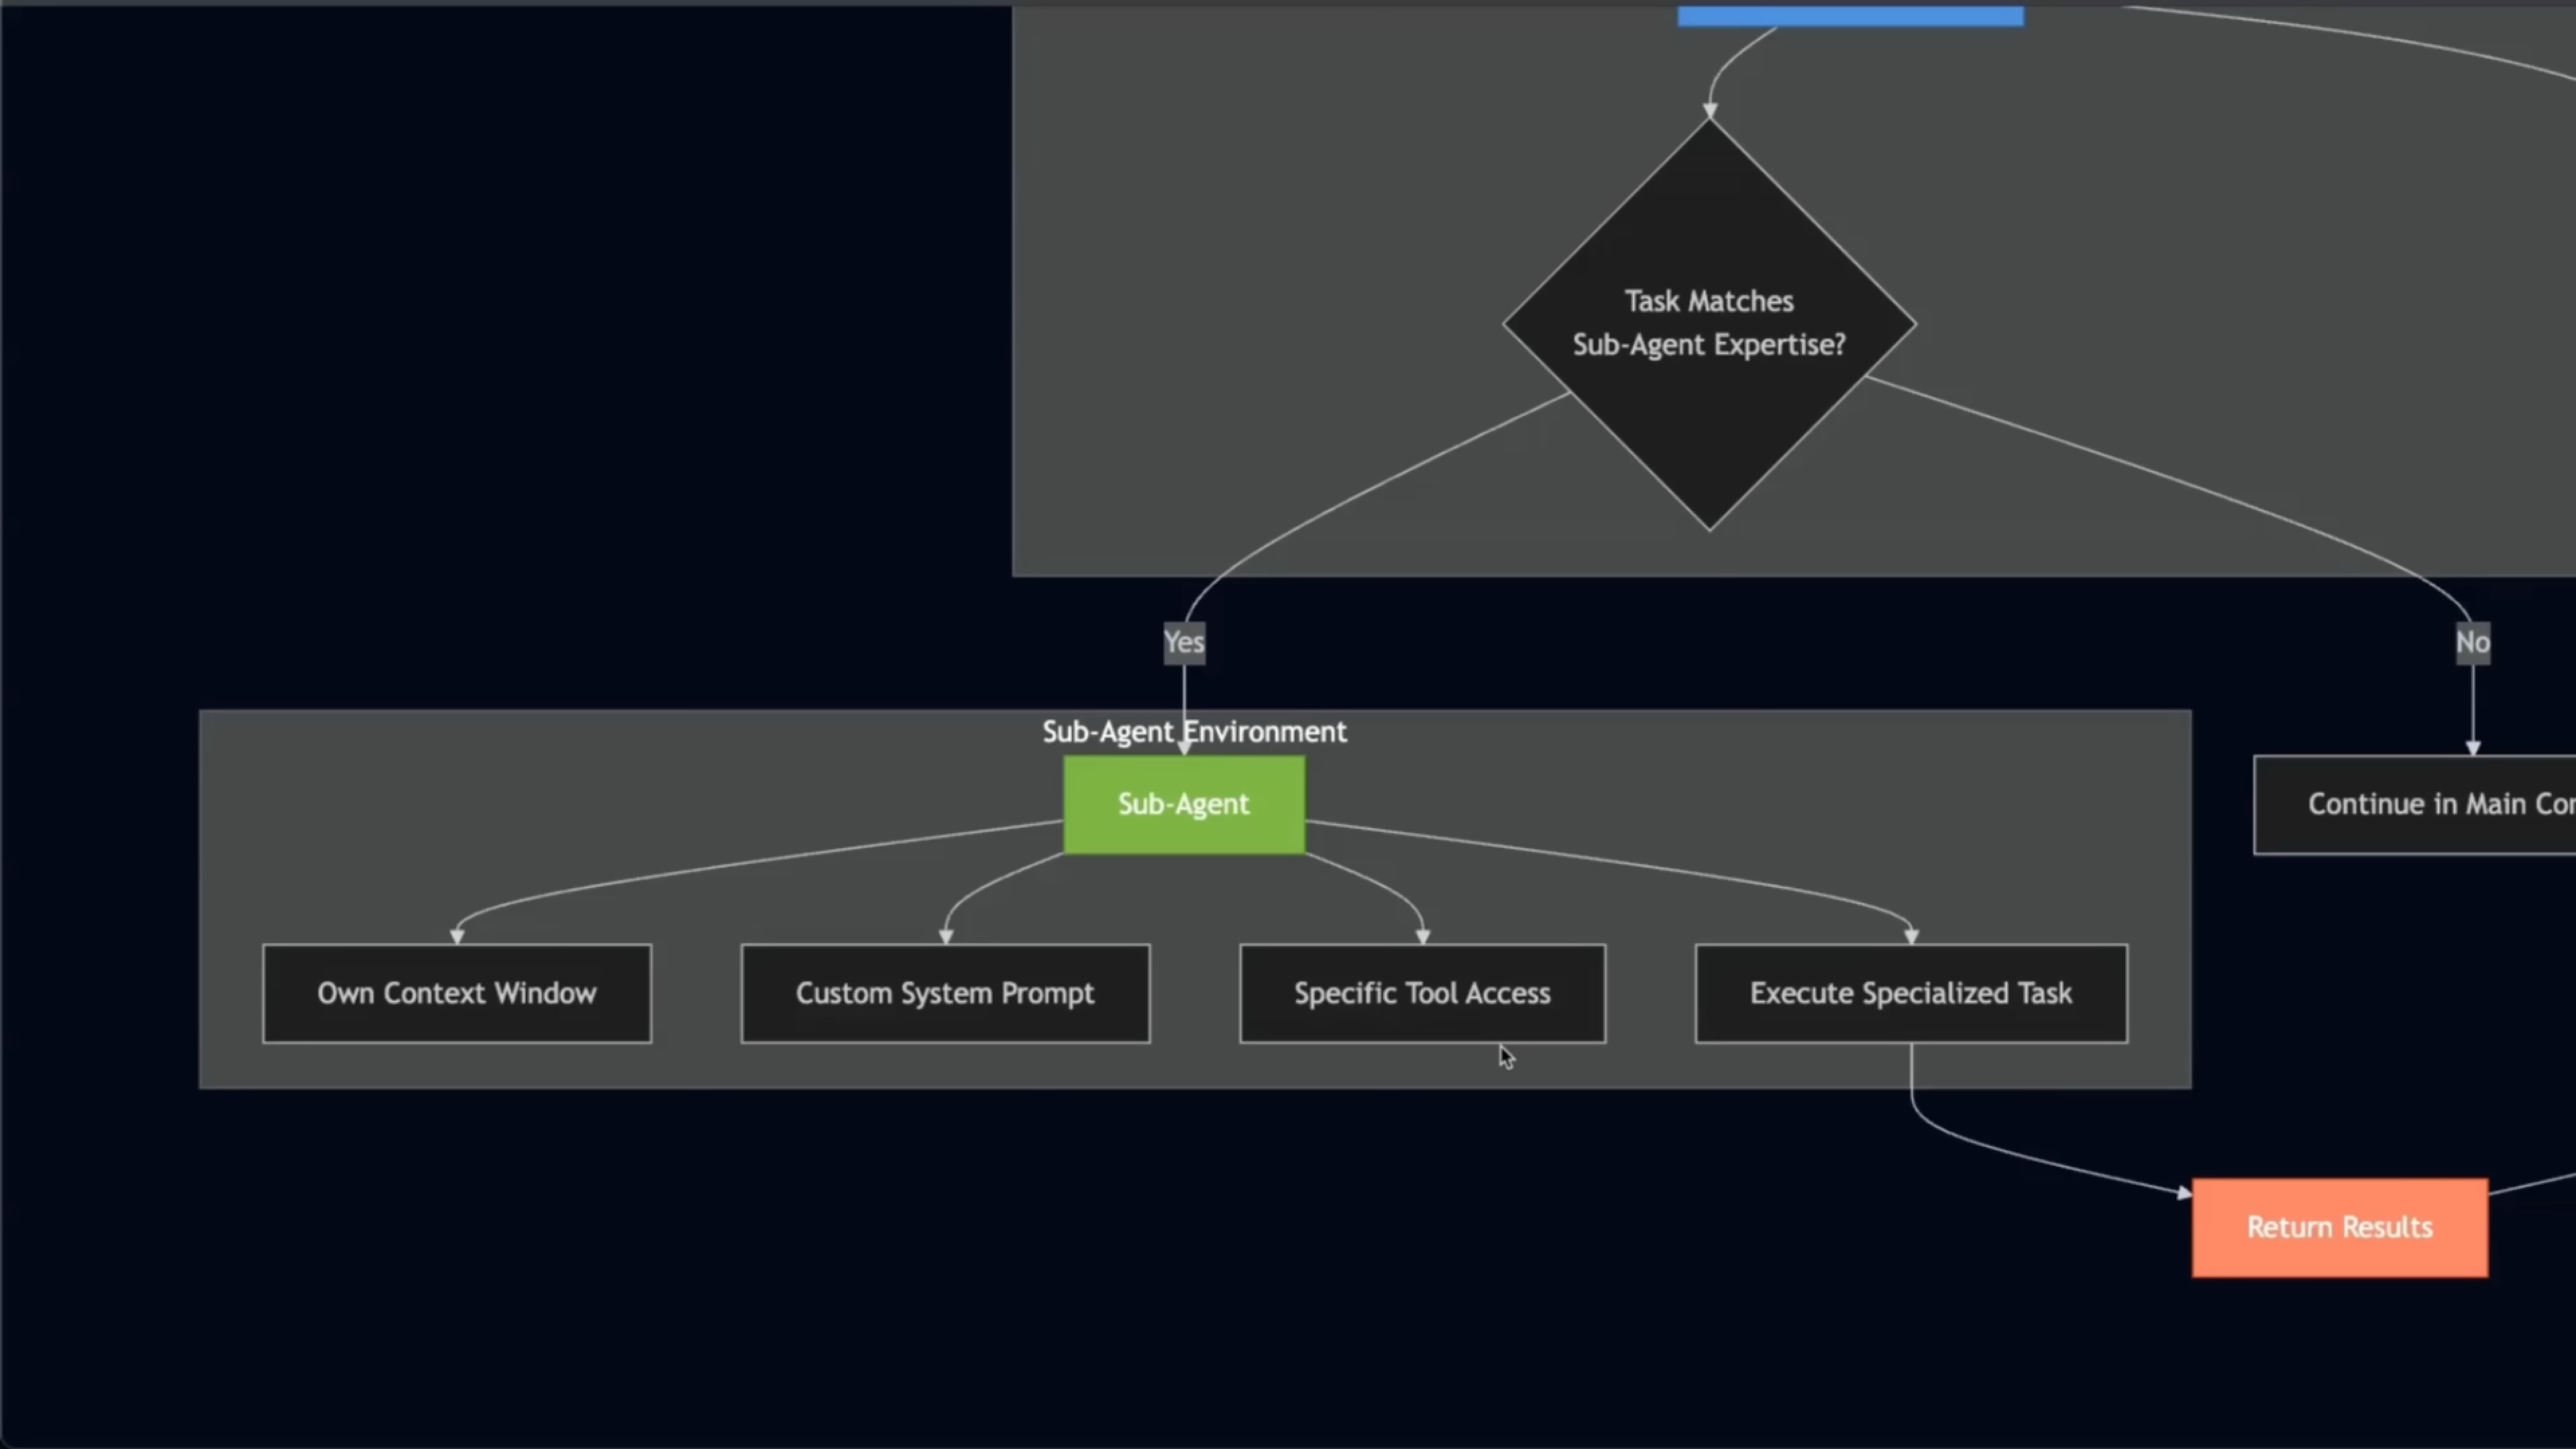 Task Matches
Sub-Agent Expertise?
Yes
No
Sub-Agent Environment
Sub-Agent
Continue in Main
Own Context Window
Custom System Prompt
Specific Tool Access
Execute Specialized Task
Return Results